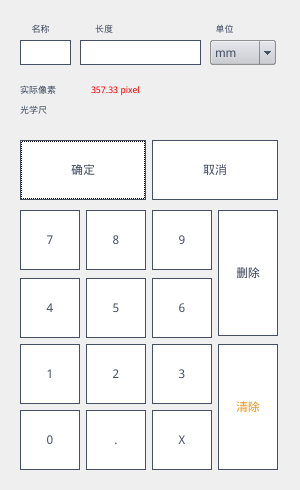 名称 长度 单位
mm
实际像素 357.33 pixel
光学尺
确定 取消
7 8 9
删除
4 5 6
1 2 3
清除
0 . X